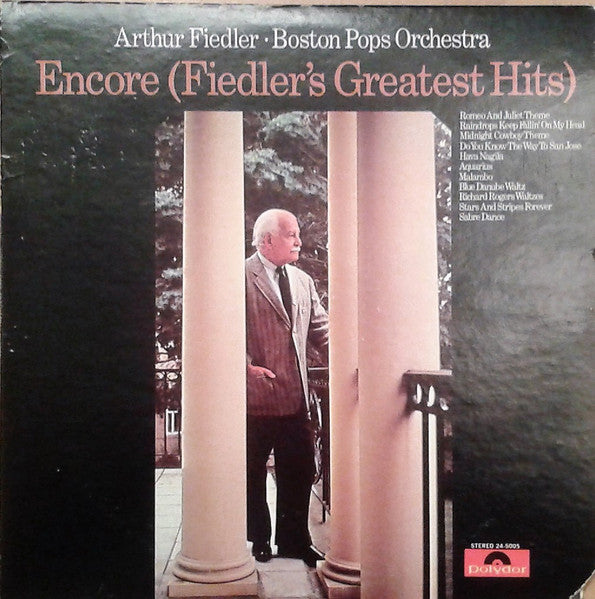 Arthur Fiedler · Boston Pops Orchestra
Encore (Fiedler's Greatest Hits)
Romeo And Juliet Theme
Raindrops Keep Fallin' On My Head
Midnight Cowboy Theme
Do You Know The Way To San Jose
Hava Nagila
Aquarius
Malambo
Blue Danube Waltz
Richard Rogers Waltzes
Stars And Stripes Forever
Sabre Dance
STEREO 24-5005
polydor